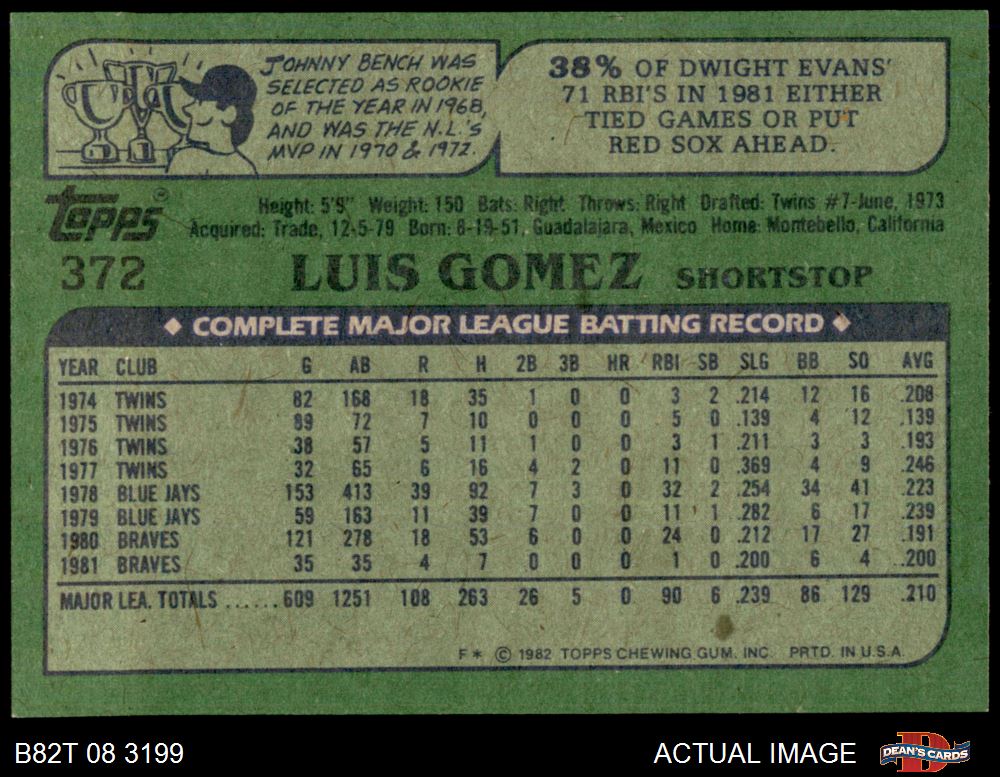 JOHNNY BENCH WAS
SELECTED AS ROOKIE
OF THE YEAR IN 1968,
AND WAS THE N.L.'S
MVP IN 1970 & 1972.
38% OF DWIGHT EVANS'
71 RBI'S IN 1981 EITHER
TIED GAMES OR PUT
RED SOX AHEAD.
Topps ®
Height: 5'9" Weight: 150 Bats: Right Throws: Right Drafted: Twins #7-June, 1973
Acquired: Trade, 12-5-79 Born: 8-19-51, Guadalajara, Mexico Home: Montebello, California
372 LUIS GOMEZ SHORTSTOP
◆ COMPLETE MAJOR LEAGUE BATTING RECORD ◆
YEAR CLUB G AB R H 2B 3B HR RBI SB SLG BB SO AVG
1974 TWINS 82 168 18 35 1 0 0 3 2 .214 12 16 .208
1975 TWINS 89 72 7 10 0 0 0 5 0 .139 4 12 .139
1976 TWINS 38 57 5 11 1 0 0 3 1 .211 3 3 .193
1977 TWINS 32 65 6 16 4 2 0 11 0 .369 4 9 .246
1978 BLUE JAYS 153 413 39 92 7 3 0 32 2 .254 34 41 .223
1979 BLUE JAYS 59 163 11 39 7 0 0 11 1 .282 6 17 .239
1980 BRAVES 121 278 18 53 6 0 0 24 0 .212 17 27 .191
1981 BRAVES 35 35 4 7 0 0 0 1 0 .200 6 4 .200
MAJOR LEA. TOTALS ......609 1251 108 263 26 5 0 90 6 .239 86 129 .210
F* © 1982 TOPPS CHEWING GUM. INC. PRTD. IN U.S.A.
B82T 08 3199 ACTUAL IMAGE D DEAN'S CARDS